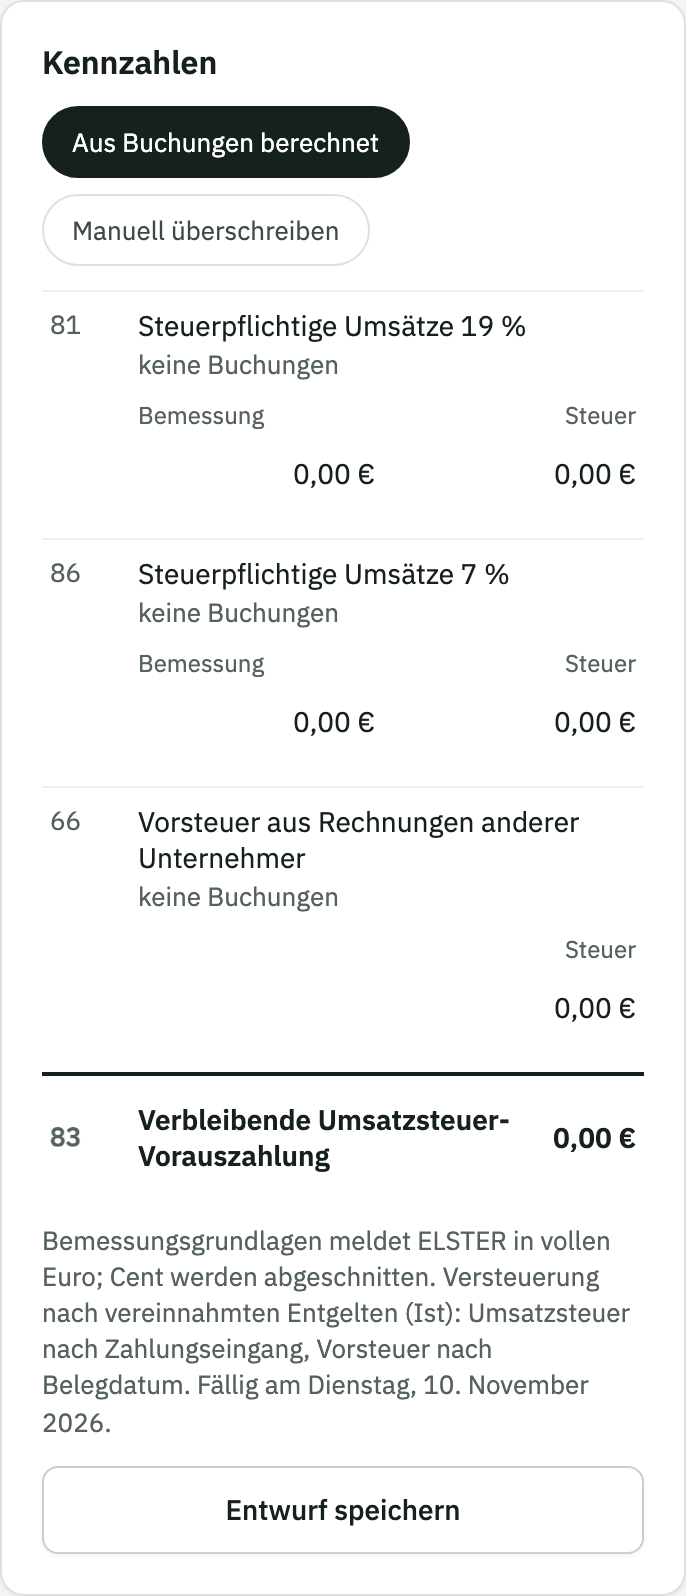 Kennzahlen
Aus Buchungen berechnet
Manuell überschreiben
81 Steuerpflichtige Umsätze 19 %
keine Buchungen
Bemessung Steuer
0,00 € 0,00 €
86 Steuerpflichtige Umsätze 7 %
keine Buchungen
Bemessung Steuer
0,00 € 0,00 €
66 Vorsteuer aus Rechnungen anderer
Unternehmer
keine Buchungen
Steuer
0,00 €
83 Verbleibende Umsatzsteuer-
Vorauszahlung 0,00 €
Bemessungsgrundlagen meldet ELSTER in vollen
Euro; Cent werden abgeschnitten. Versteuerung
nach vereinnahmten Entgelten (Ist): Umsatzsteuer
nach Zahlungseingang, Vorsteuer nach
Belegdatum. Fällig am Dienstag, 10. November
2026.
Entwurf speichern